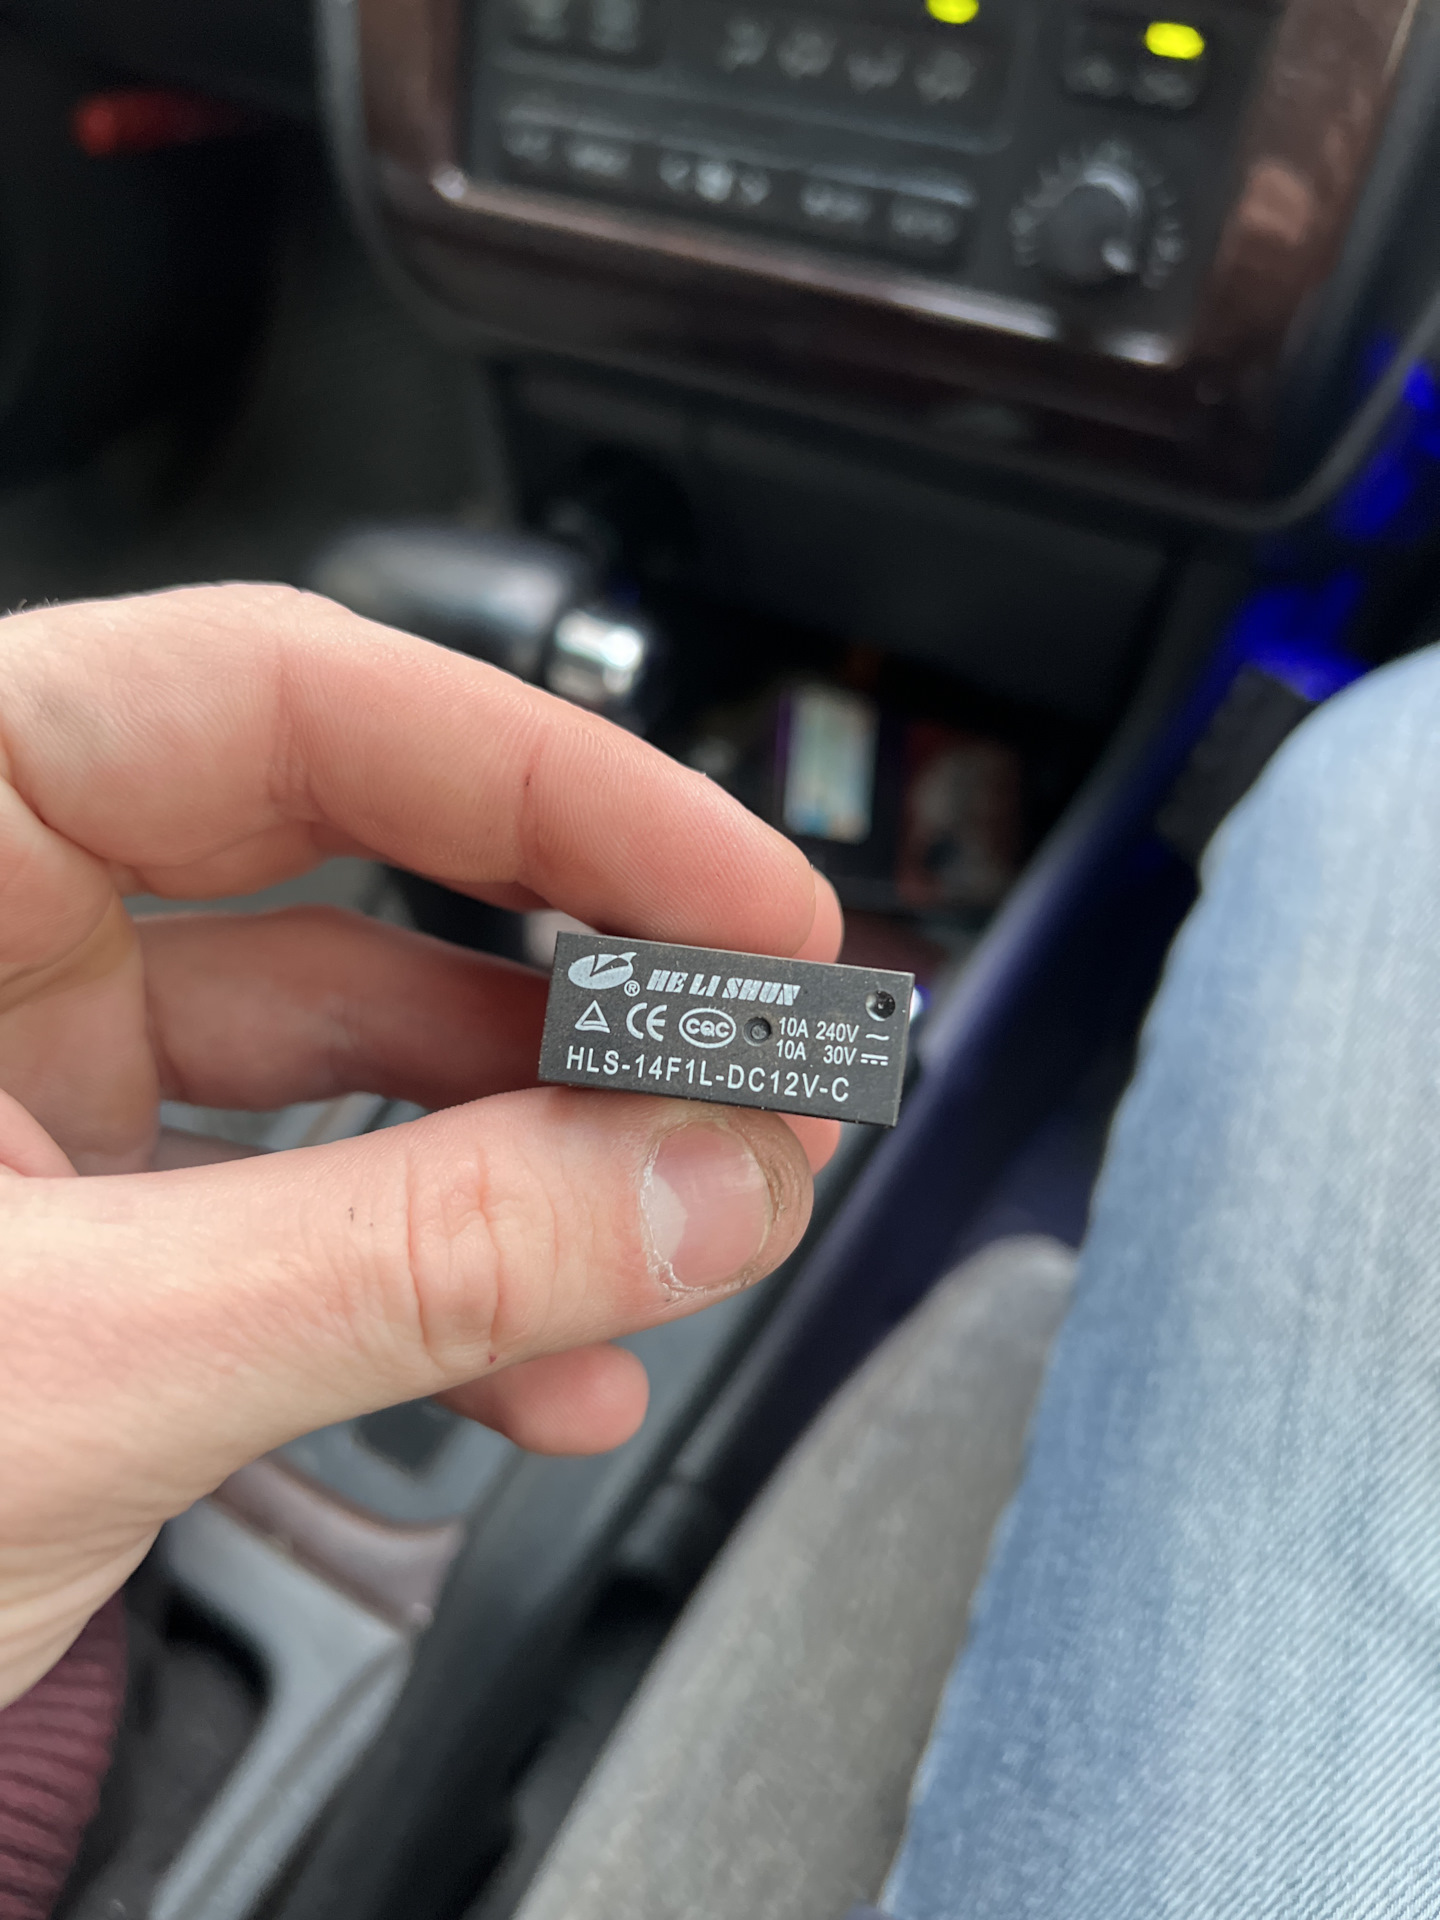 ® HE LI SHUN
CE CQC 10A 240V ~
10A 30V ⎓
HLS-14F1L-DC12V-C